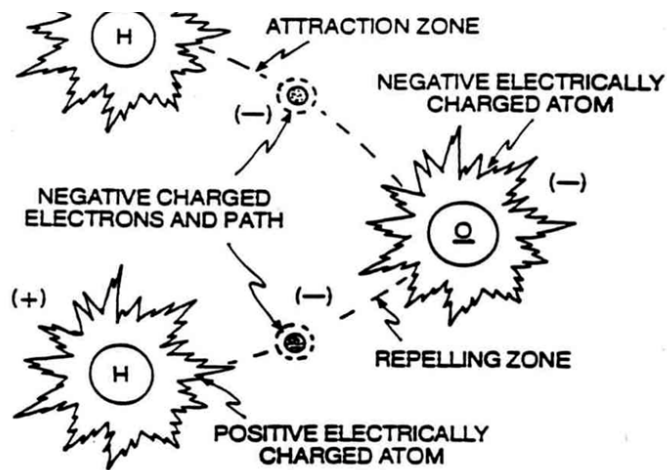 H
ATTRACTION ZONE
NEGATIVE ELECTRICALLY
CHARGED ATOM
(—)
(—)
NEGATIVE CHARGED
ELECTRONS AND PATH
O
(+)
(—)
H
REPELLING ZONE
POSITIVE ELECTRICALLY
CHARGED ATOM